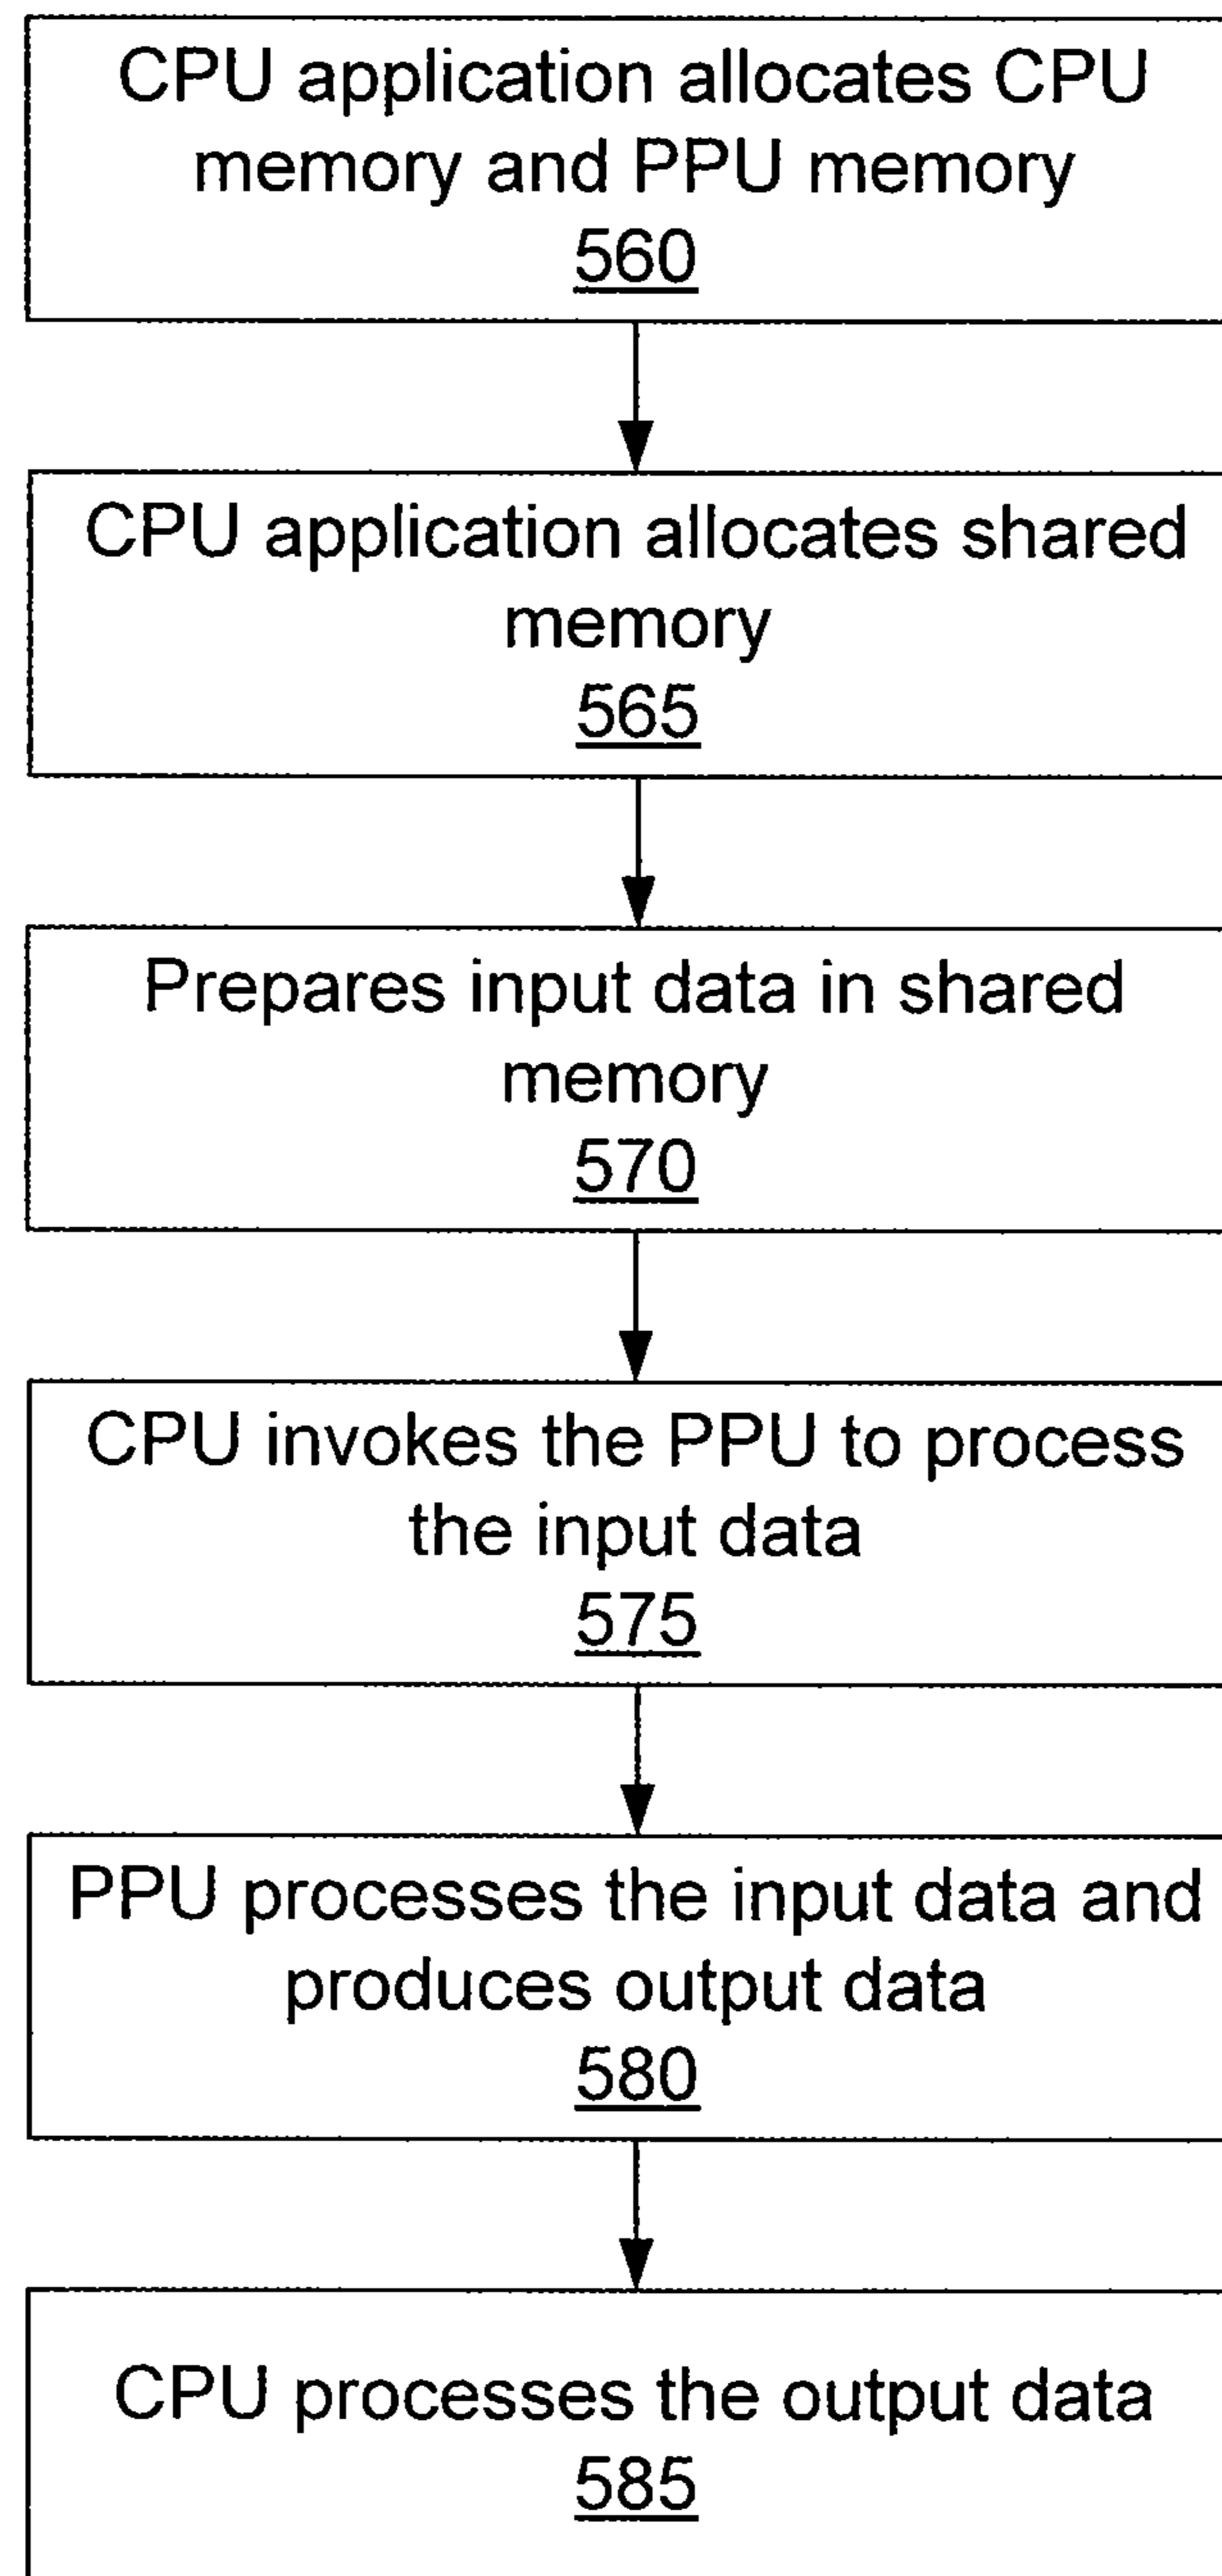 CPU application allocates CPU
memory and PPU memory
560
CPU application allocates shared
memory
565
Prepares input data in shared
memory
570
CPU invokes the PPU to process
the input data
575
PPU processes the input data and
produces output data
580
CPU processes the output data
585